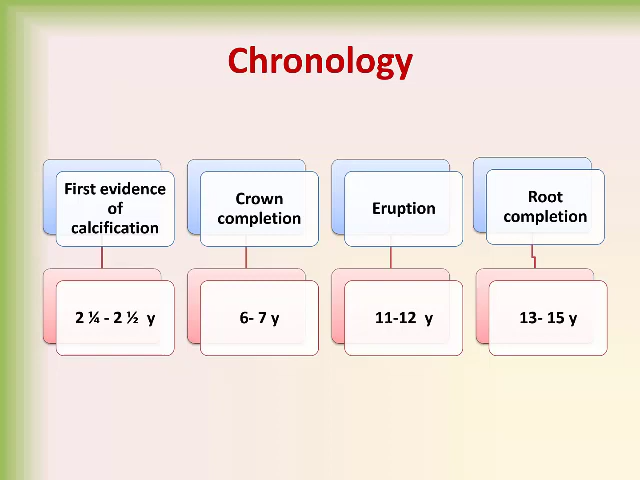 Chronology
First evidence
of
calcification
Crown
completion
Eruption
Root
completion
2 ¼ - 2 ½  y
6- 7 y
11-12  y
13- 15 y